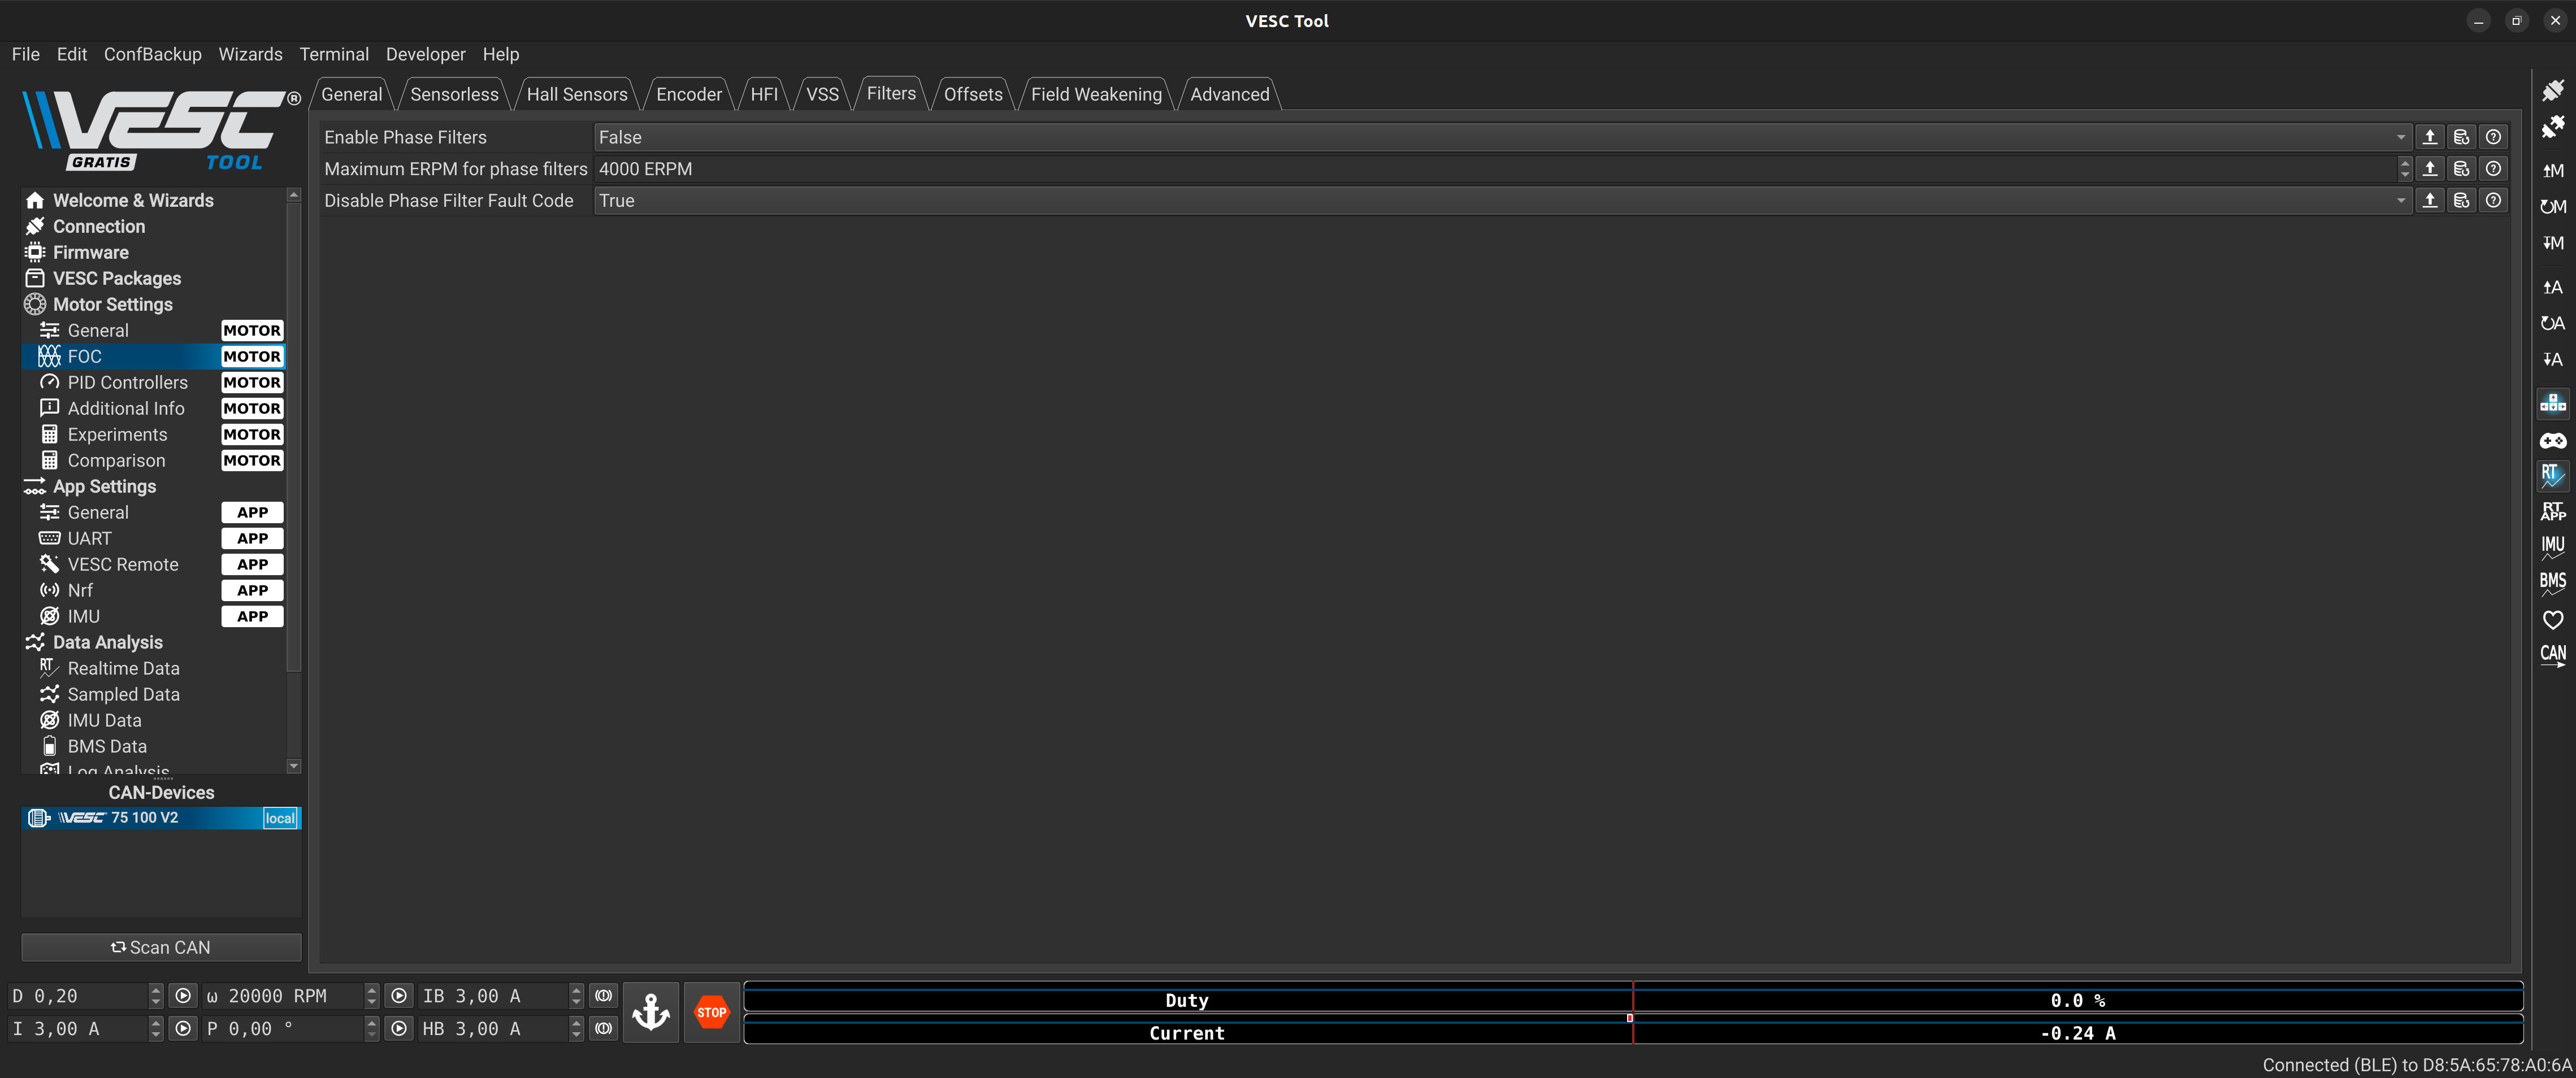 VESC Tool
File Edit ConfBackup Wizards Terminal Developer Help
VESC ®
GRATIS TOOL
General Sensorless Hall Sensors Encoder HFI VSS Filters Offsets Field Weakening Advanced
Enable Phase Filters False
Maximum ERPM for phase filters 4000 ERPM
Disable Phase Filter Fault Code True
Welcome & Wizards
Connection
Firmware
VESC Packages
Motor Settings
General MOTOR
FOC MOTOR
PID Controllers MOTOR
Additional Info MOTOR
Experiments MOTOR
Comparison MOTOR
App Settings
General APP
UART APP
VESC Remote APP
Nrf APP
IMU APP
Data Analysis
RT Realtime Data
Sampled Data
IMU Data
BMS Data
Log Analysis
CAN-Devices
VESC 75 100 V2 local
Scan CAN
M
M
M
A
A
A
RT
RT APP
IMU
BMS
CAN
D 0,20 ω 20000 RPM IB 3,00 A
I 3,00 A P 0,00 ° HB 3,00 A
STOP
Duty 0.0 %
Current -0.24 A
Connected (BLE) to D8:5A:65:78:A0:6A